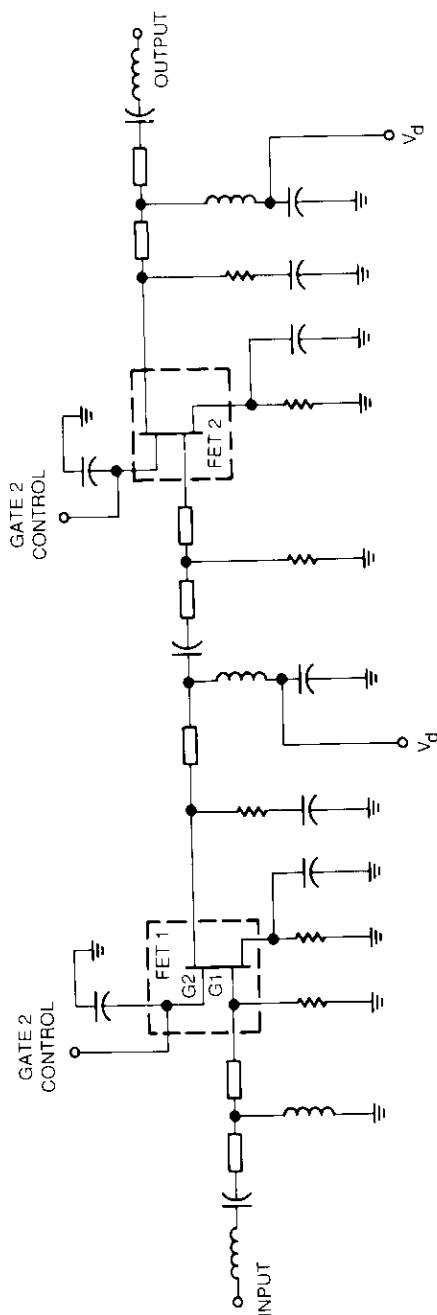 GATE 2
CONTROL
FET 1
G2
G1
INPUT
V_d
GATE 2
CONTROL
FET 2
OUTPUT
V_d